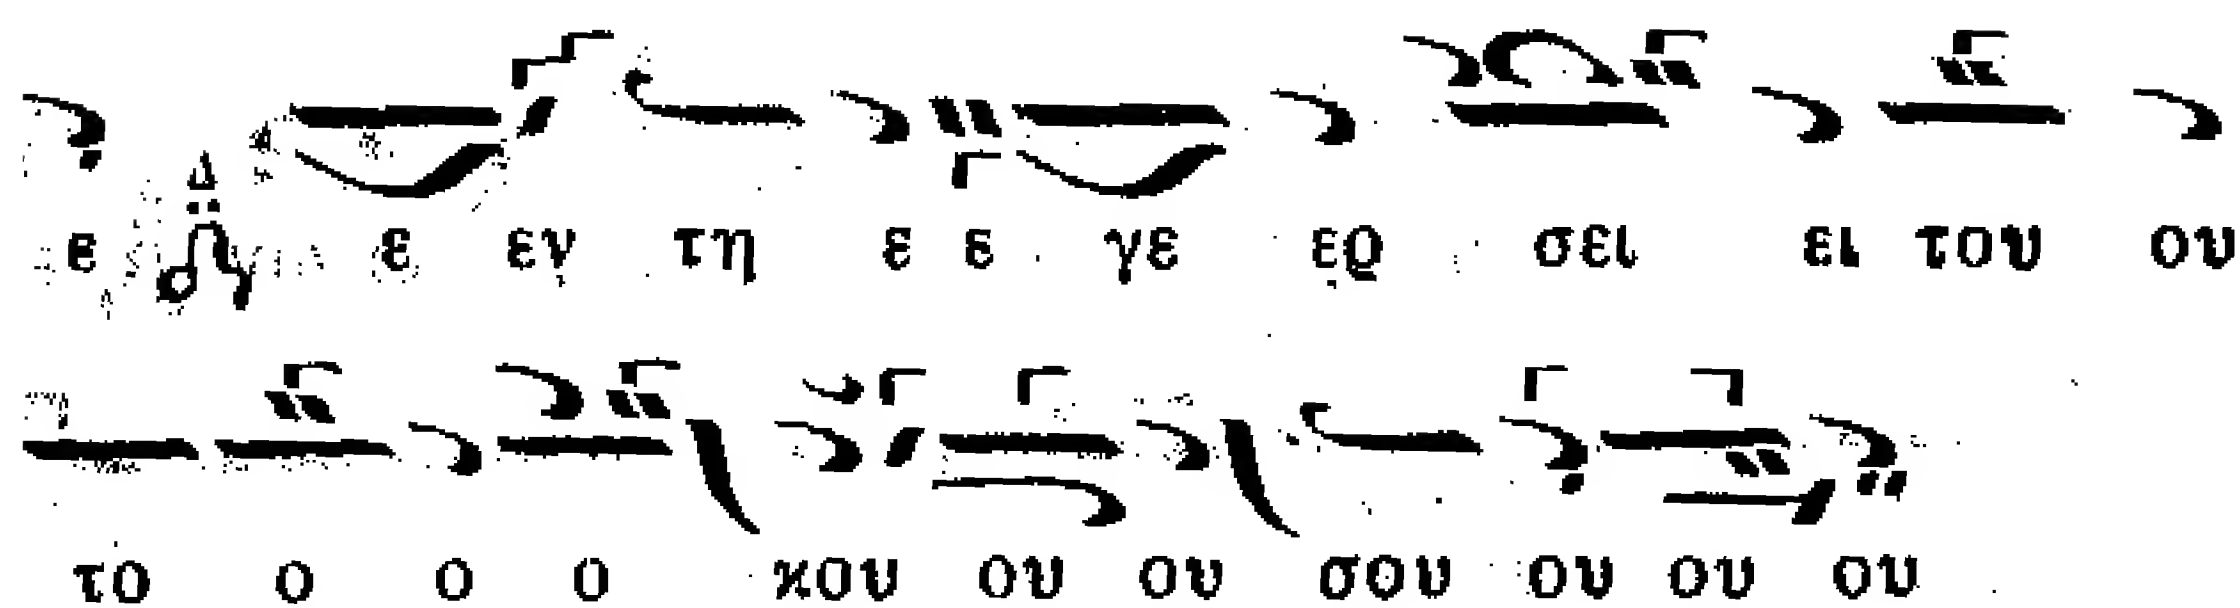 ε Δ ε εν τη ε ε γε ερ σει ει του ου
το ο ο ο κου ου ου σου ου ου ου